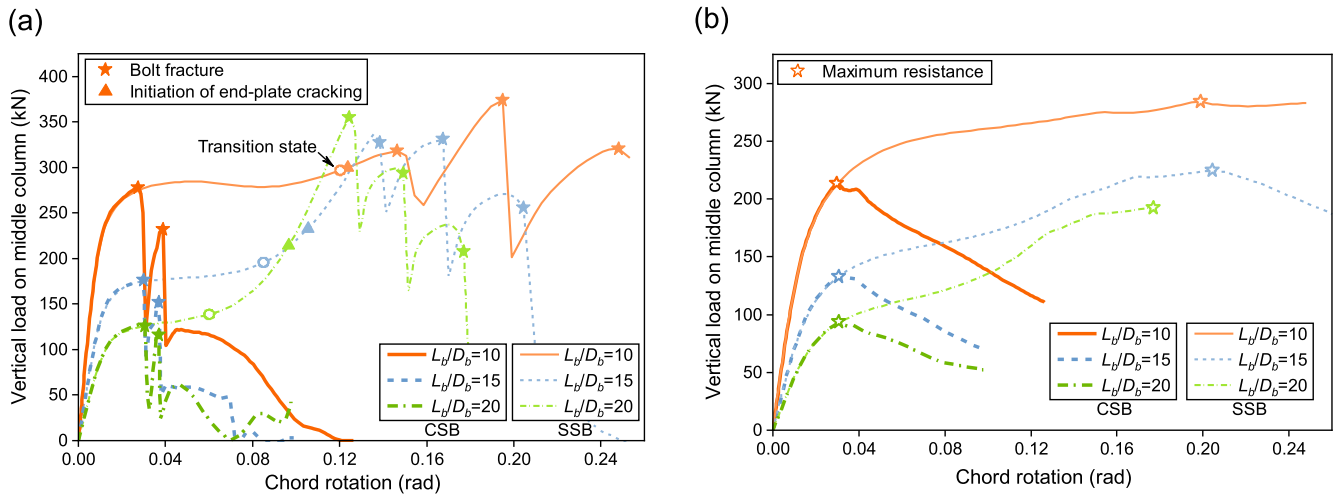 (a)
Vertical load on middle column (kN)
400
350
300
250
200
150
100
50
0
Bolt fracture
Initiation of end-plate cracking
Transition state
L_b/D_b=10
L_b/D_b=15
L_b/D_b=20
CSB
L_b/D_b=10
L_b/D_b=15
L_b/D_b=20
SSB
0.00 0.04 0.08 0.12 0.16 0.20 0.24
Chord rotation (rad)
(b)
Vertical load on middle column (kN)
300
250
200
150
100
50
0
Maximum resistance
L_b/D_b=10
L_b/D_b=15
L_b/D_b=20
CSB
L_b/D_b=10
L_b/D_b=15
L_b/D_b=20
SSB
0.00 0.04 0.08 0.12 0.16 0.20 0.24
Chord rotation (rad)